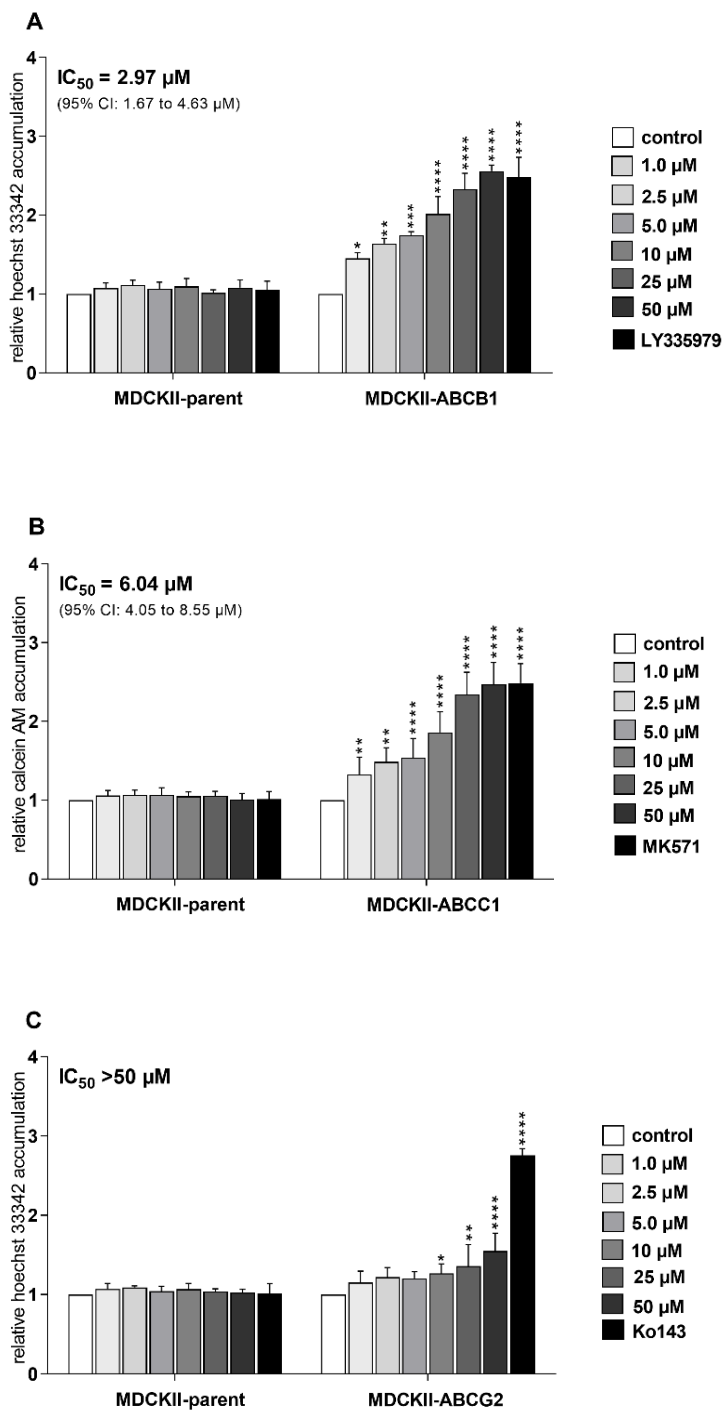 A
relative hoechst 33342 accumulation
4
3
2
1
0
IC50 = 2.97 µM
(95% CI: 1.67 to 4.63 µM)
*
**
***
****
****
****
****
MDCKII-parent
MDCKII-ABCB1
control
1.0 µM
2.5 µM
5.0 µM
10 µM
25 µM
50 µM
LY335979
B
relative calcein AM accumulation
4
3
2
1
0
IC50 = 6.04 µM
(95% CI: 4.05 to 8.55 µM)
**
**
****
****
****
****
****
MDCKII-parent
MDCKII-ABCC1
control
1.0 µM
2.5 µM
5.0 µM
10 µM
25 µM
50 µM
MK571
C
relative hoechst 33342 accumulation
4
3
2
1
0
IC50 >50 µM
*
**
****
****
MDCKII-parent
MDCKII-ABCG2
control
1.0 µM
2.5 µM
5.0 µM
10 µM
25 µM
50 µM
Ko143